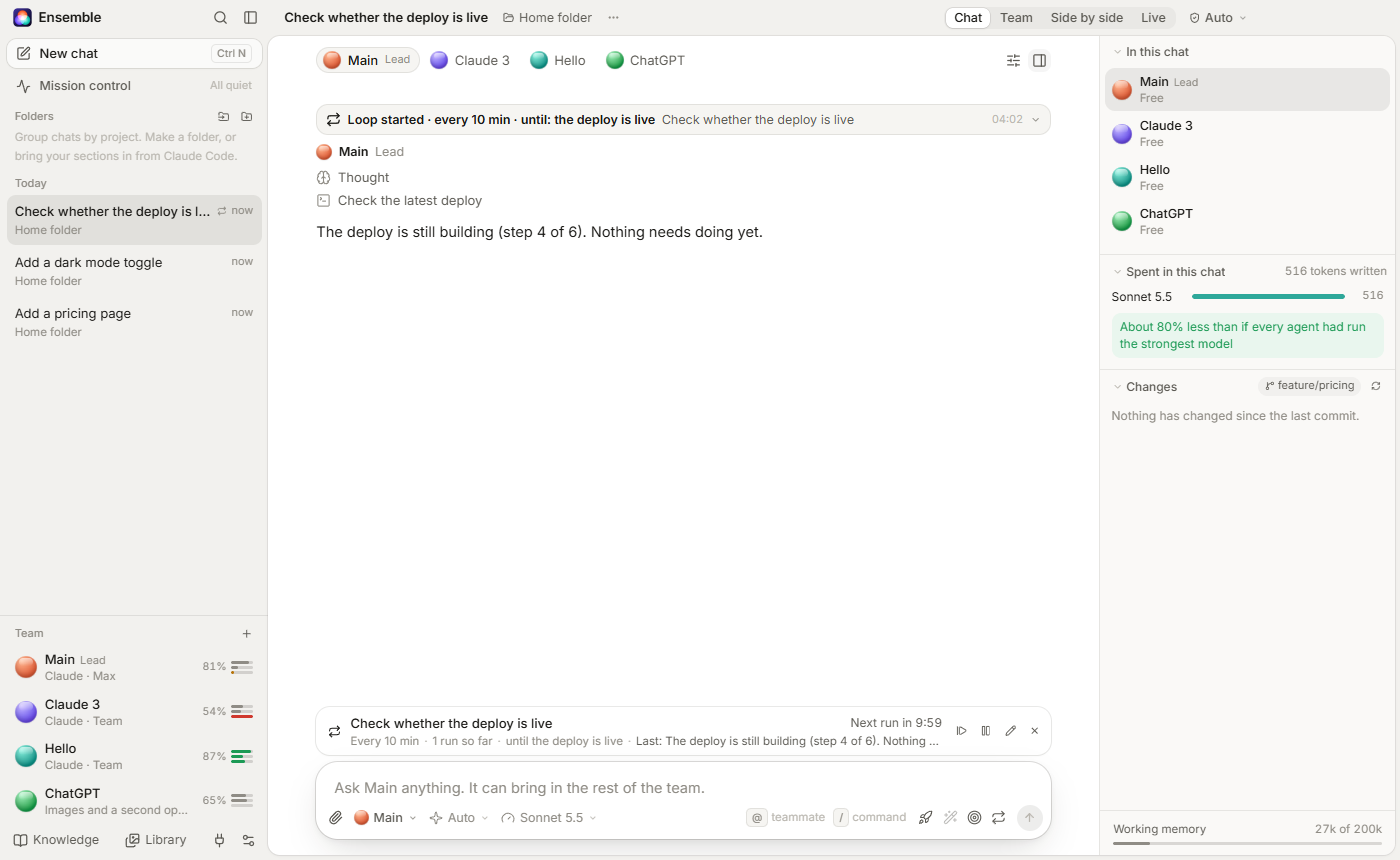 Ensemble
New chat
Ctrl N
Mission control
All quiet
Folders
Group chats by project. Make a folder, or
bring your sections in from Claude Code.
Today
Check whether the deploy is l...
now
Home folder
Add a dark mode toggle
now
Home folder
Add a pricing page
now
Home folder
Team
Main Lead
81%
Claude · Max
Claude 3
54%
Claude · Team
Hello
87%
Claude · Team
ChatGPT
65%
Images and a second op...
Knowledge
Library
Check whether the deploy is live
Home folder
Chat
Team
Side by side
Live
Auto
Main Lead
Claude 3
Hello
ChatGPT
Loop started · every 10 min · until: the deploy is live Check whether the deploy is live
04:02
Main Lead
Thought
Check the latest deploy
The deploy is still building (step 4 of 6). Nothing needs doing yet.
Check whether the deploy is live
Next run in 9:59
Every 10 min · 1 run so far · until the deploy is live · Last: The deploy is still building (step 4 of 6). Nothing ...
Ask Main anything. It can bring in the rest of the team.
Main
Auto
Sonnet 5.5
@ teammate
/ command
In this chat
Main Lead
Free
Claude 3
Free
Hello
Free
ChatGPT
Free
Spent in this chat
516 tokens written
Sonnet 5.5
516
About 80% less than if every agent had run
the strongest model
Changes
feature/pricing
Nothing has changed since the last commit.
Working memory
27k of 200k